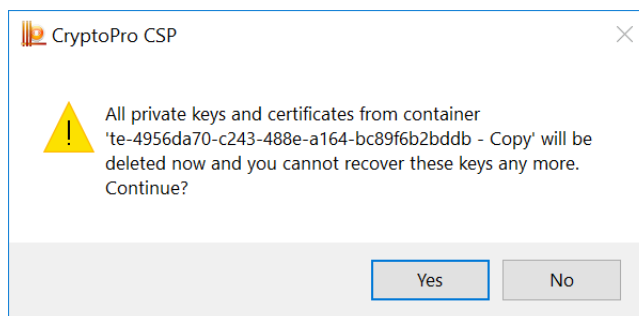 CryptoPro CSP
All private keys and certificates from container
'te-4956da70-c243-488e-a164-bc89f6b2bddb - Copy' will be
deleted now and you cannot recover these keys any more.
Continue?
Yes No